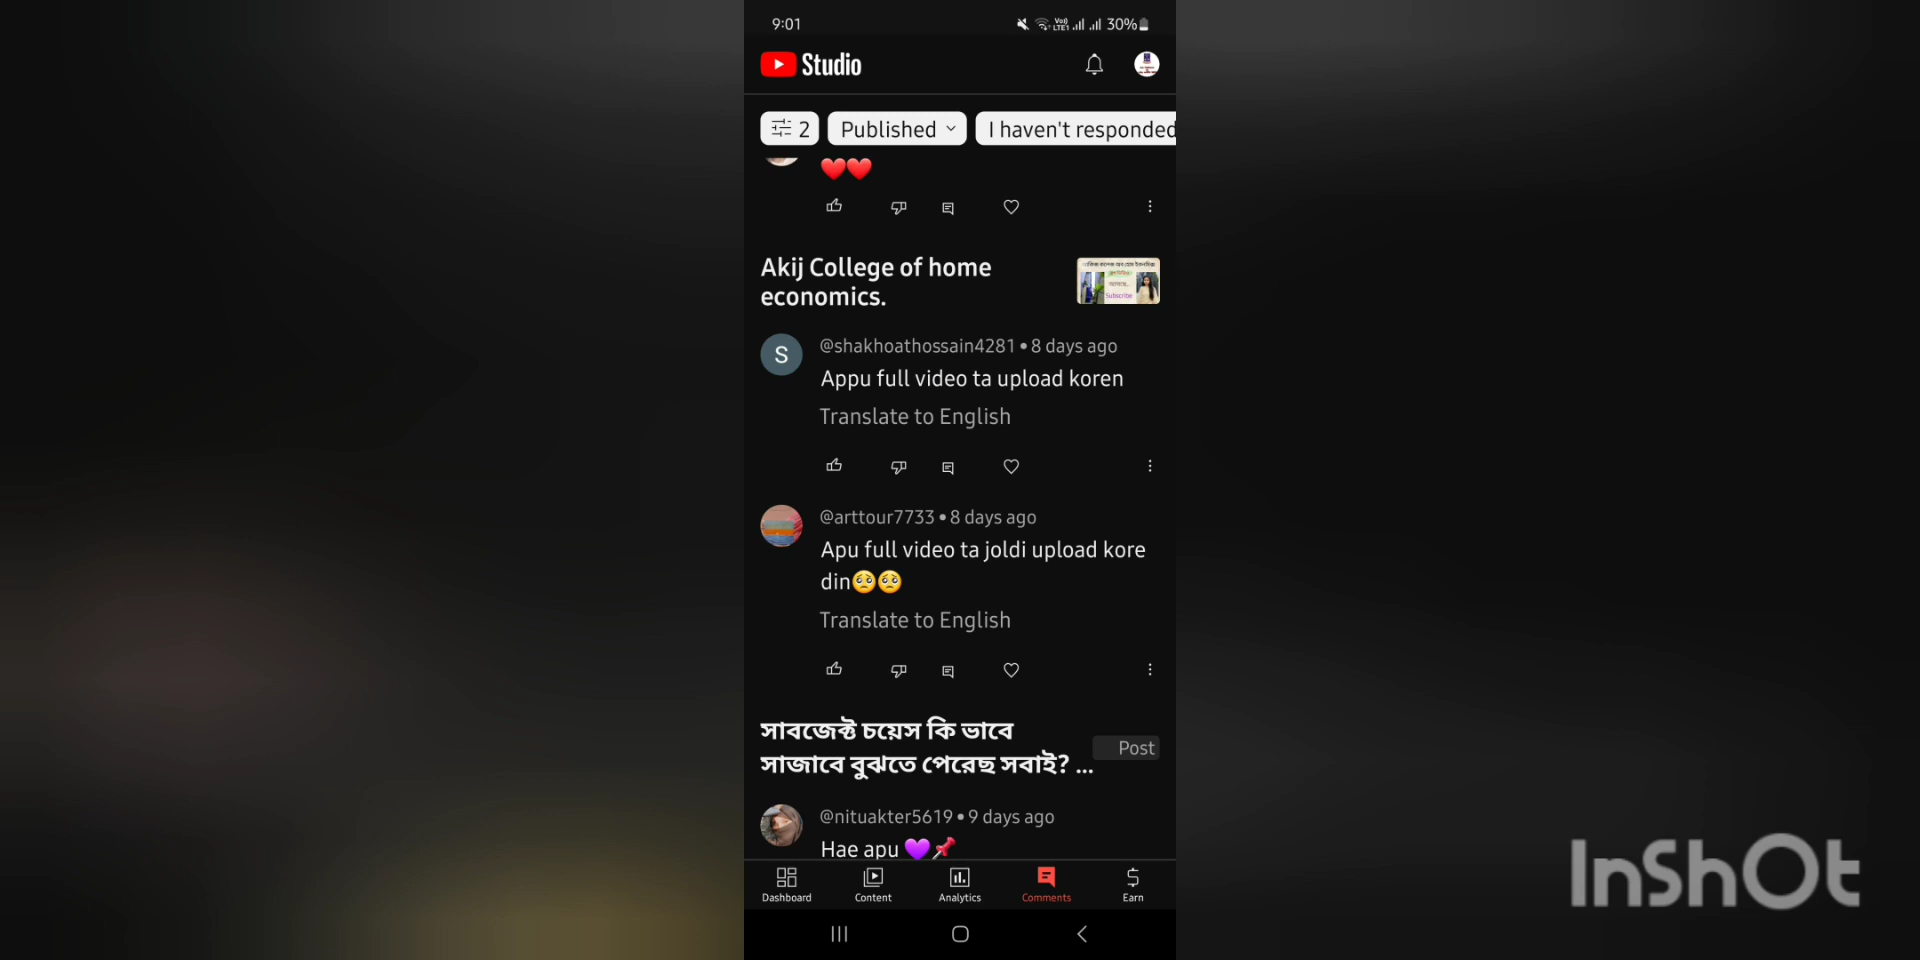 9:01
Vo)) LTE1 30%
Studio
2 Published I haven't responded
❤️❤️
Akij College of home
economics.
Subscribe
S
@shakhoathossain4281 • 8 days ago
Appu full video ta upload koren
Translate to English
@arttour7733 • 8 days ago
Apu full video ta joldi upload kore
din🥺🥺
Translate to English
সাবজেক্ট চয়েস কি ভাবে
সাজাবে বুঝতে পেরেছ সবাই? ...
Post
@nituakter5619 • 9 days ago
Hae apu 💜📌
Dashboard Content Analytics Comments Earn
InShOt